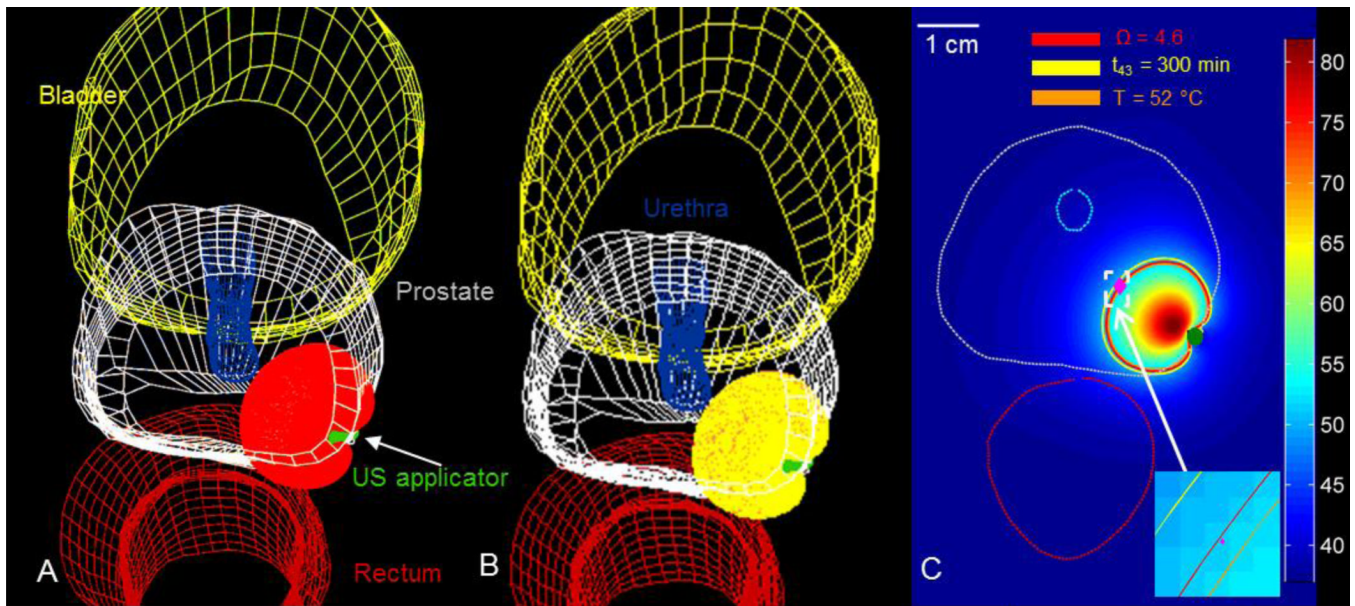 Bladder
Prostate
US applicator
Rectum
A
Urethra
B
1 cm
Ω = 4.6
t43 = 300 min
T = 52 °C
80
75
70
65
60
55
50
45
40
C